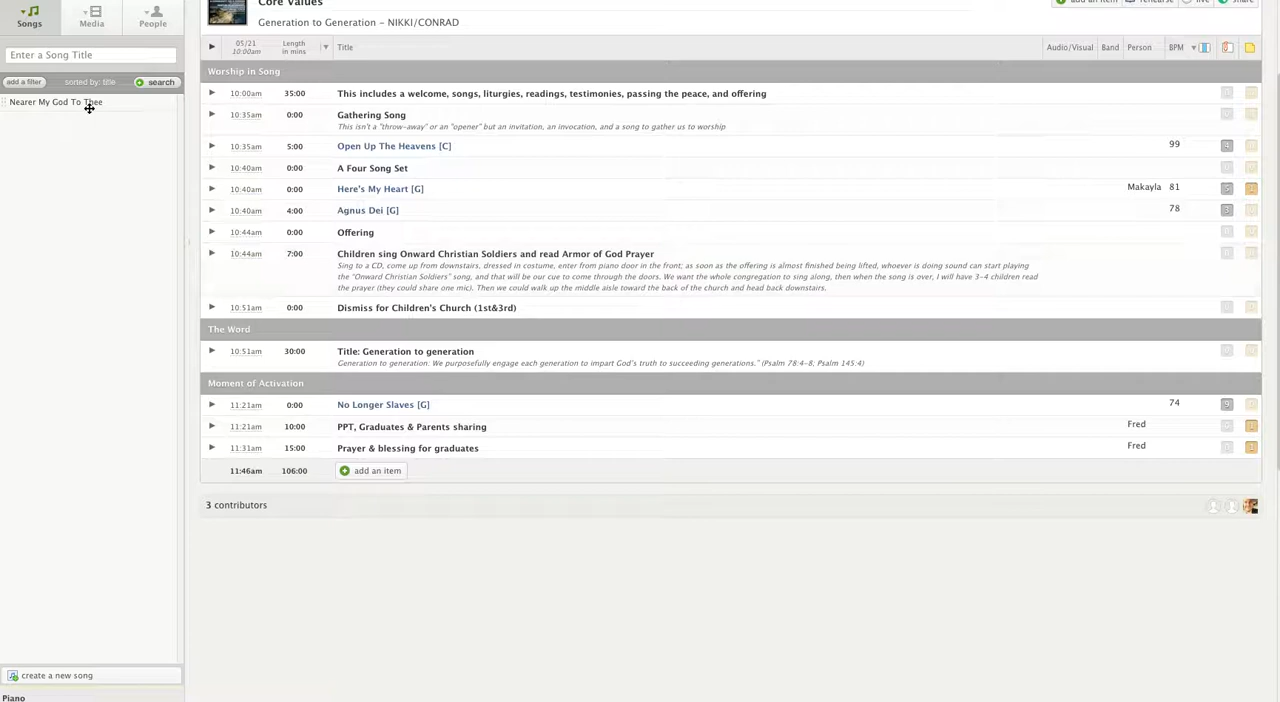 Songs Media People
Core Values
add an item rehearse live share
Generation to Generation – NIKKI/CONRAD
Enter a Song Title
05/21 10:00am Length in mins Title Audio/Visual Band Person BPM
add a filter sorted by: title search
Worship in Song
Nearer My God To Thee
10:00am 35:00 This includes a welcome, songs, liturgies, readings, testimonies, passing the peace, and offering
10:35am 0:00 Gathering Song
This isn't a "throw-away" or an "opener" but an invitation, an invocation, and a song to gather us to worship
10:35am 5:00 Open Up The Heavens [C] 99 4
10:40am 0:00 A Four Song Set
10:40am 0:00 Here's My Heart [G] Makayla 81 5 1
10:40am 4:00 Agnus Dei [G] 78 3
10:44am 0:00 Offering
10:44am 7:00 Children sing Onward Christian Soldiers and read Armor of God Prayer
Sing to a CD, come up from downstairs, dressed in costume, enter from piano door in the front; as soon as the offering is almost finished being lifted, whoever is doing sound can start playing
the "Onward Christian Soldiers" song, and that will be our cue to come through the doors. We want the whole congregation to sing along, then when the song is over, I will have 3-4 children read
the prayer (they could share one mic). Then we could walk up the middle aisle toward the back of the church and head back downstairs.
10:51am 0:00 Dismiss for Children's Church (1st&3rd)
The Word
10:51am 30:00 Title: Generation to generation
Generation to generation: We purposefully engage each generation to impart God's truth to succeeding generations." (Psalm 78:4-8; Psalm 145:4)
Moment of Activation
11:21am 0:00 No Longer Slaves [G] 74 9
11:21am 10:00 PPT, Graduates & Parents sharing Fred 1
11:31am 15:00 Prayer & blessing for graduates Fred 1
11:46am 106:00 add an item
3 contributors
create a new song
Piano